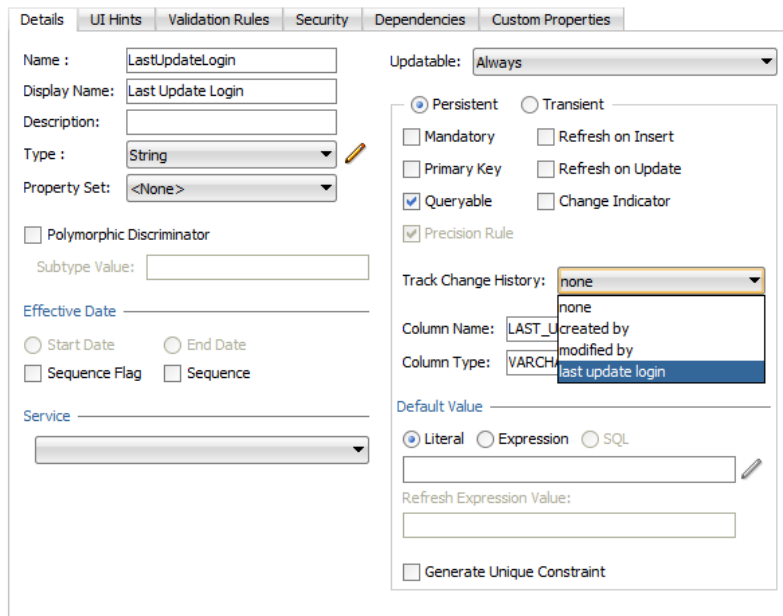 Details UI Hints Validation Rules Security Dependencies Custom Properties
Name : LastUpdateLogin
Display Name: Last Update Login
Description:
Type : String
Property Set: <None>
Polymorphic Discriminator
Subtype Value:
Effective Date
Start Date End Date
Sequence Flag Sequence
Service
Updatable: Always
Persistent Transient
Mandatory Refresh on Insert
Primary Key Refresh on Update
Queryable Change Indicator
Precision Rule
Track Change History: none
none
Column Name: LAST_U created by
modified by
Column Type: VARCHA last update login
Default Value
Literal Expression SQL
Refresh Expression Value:
Generate Unique Constraint